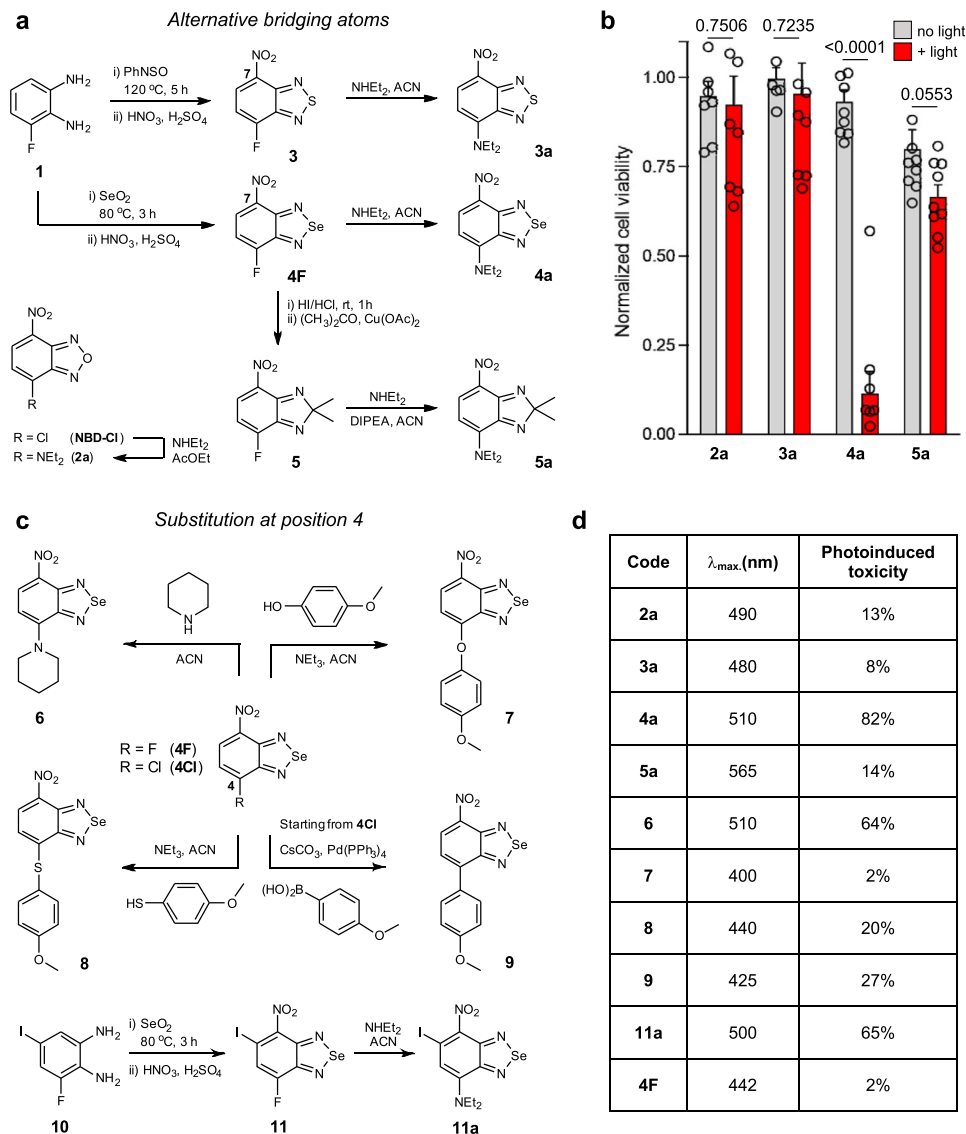 a
Alternative bridging atoms
NH2
NH2
F
1
i) PhNSO
120 ºC, 5 h
ii) HNO3, H2SO4
NO2
7
N
S
N
F
3
NHEt2, ACN
NO2
N
S
N
NEt2
3a
i) SeO2
80 ºC, 3 h
ii) HNO3, H2SO4
NO2
7
N
Se
N
F
4F
NHEt2, ACN
NO2
N
Se
N
NEt2
4a
i) HI/HCl, rt, 1h
ii) (CH3)2CO, Cu(OAc)2
NO2
N
O
N
R
R = Cl (NBD-Cl)
R = NEt2 (2a)
NHEt2
AcOEt
NO2
N
N
F
5
NHEt2
DIPEA, ACN
NO2
N
N
NEt2
5a
b
no light
+ light
0.7506
0.7235
<0.0001
0.0553
Normalized cell viability
1.00
0.75
0.50
0.25
0.00
2a 3a 4a 5a
c
Substitution at position 4
NO2
N
Se
N
N
6
N
H
ACN
HO
O
NEt3, ACN
NO2
N
Se
N
O
O
7
R = F (4F)
R = Cl (4Cl)
NO2
N
Se
N
4
R
NO2
N
Se
N
S
O
8
NEt3, ACN
HS
O
Starting from 4Cl
CsCO3, Pd(PPh3)4
(HO)2B
O
NO2
N
Se
N
O
9
I
NH2
NH2
F
10
i) SeO2
80 ºC, 3 h
ii) HNO3, H2SO4
I
NO2
N
Se
N
F
11
NHEt2
ACN
I
NO2
N
Se
N
NEt2
11a
d
Code λmax.(nm) Photoinduced
toxicity
2a 490 13%
3a 480 8%
4a 510 82%
5a 565 14%
6 510 64%
7 400 2%
8 440 20%
9 425 27%
11a 500 65%
4F 442 2%